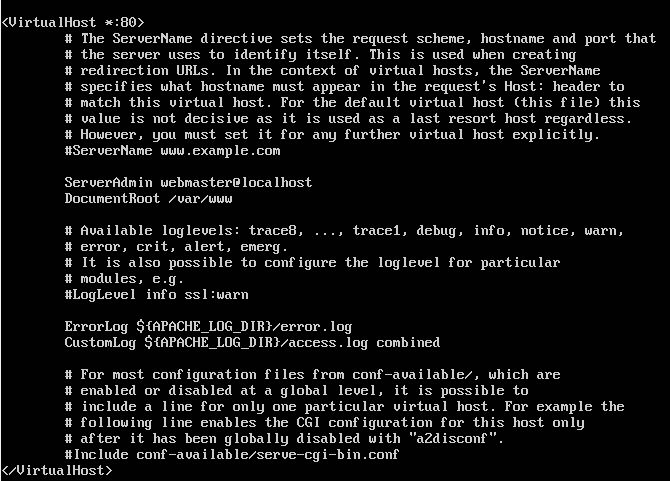 <VirtualHost *:80>
# The ServerName directive sets the request scheme, hostname and port that
# the server uses to identify itself. This is used when creating
# redirection URLs. In the context of virtual hosts, the ServerName
# specifies what hostname must appear in the request's Host: header to
# match this virtual host. For the default virtual host (this file) this
# value is not decisive as it is used as a last resort host regardless.
# However, you must set it for any further virtual host explicitly.
#ServerName www.example.com

ServerAdmin webmaster@localhost
DocumentRoot /var/www

# Available loglevels: trace8, ..., trace1, debug, info, notice, warn,
# error, crit, alert, emerg.
# It is also possible to configure the loglevel for particular
# modules, e.g.
#LogLevel info ssl:warn

ErrorLog ${APACHE_LOG_DIR}/error.log
CustomLog ${APACHE_LOG_DIR}/access.log combined

# For most configuration files from conf-available/, which are
# enabled or disabled at a global level, it is possible to
# include a line for only one particular virtual host. For example the
# following line enables the CGI configuration for this host only
# after it has been globally disabled with "a2disconf".
#Include conf-available/serve-cgi-bin.conf
</VirtualHost>